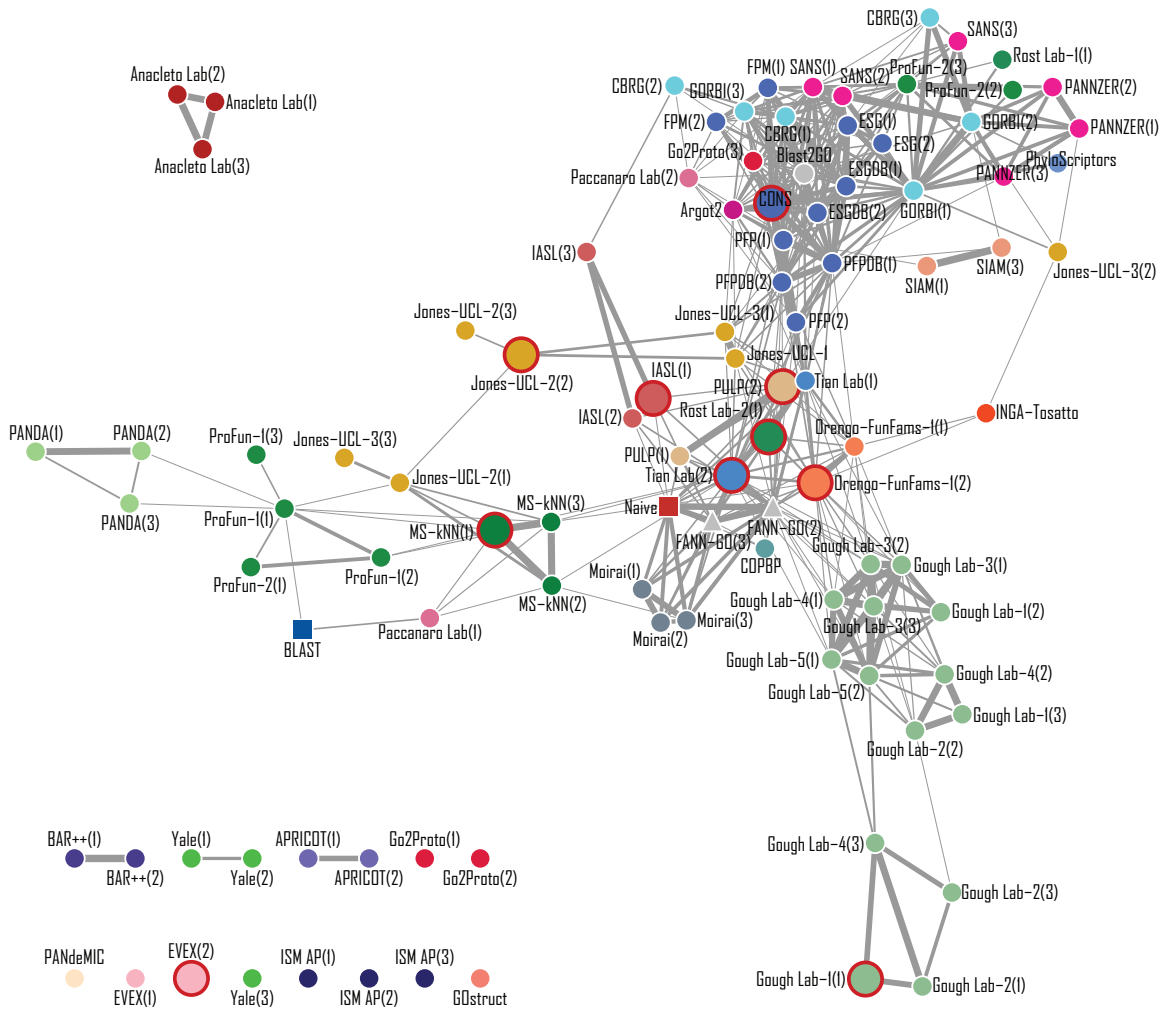 CBRG(3)
SANS(3)
Rost Lab-1(1)
FPM(1)
SANS(1)
ProFun-2(3)
SANS(2)
Anacleto Lab(2)
CBRG(2)
GORBI(3)
ProFun-2(2)
PANNZER(2)
Anacleto Lab(1)
FPM(2)
CBRG(1)
ESG(1)
GORBI(2)
PANNZER(1)
ESG(2)
Anacleto Lab(3)
Go2Proto(3)
Blast2GO
PhyloScriptors
ESGDB(1)
PANNZER(3)
Paccanaro Lab(2)
CONS
GORBI(1)
Argot2
ESGDB(2)
PFP(1)
IASL(3)
PFPDB(1)
SIAM(3)
Jones-UCL-3(2)
PFPDB(2)
SIAM(1)
Jones-UCL-2(3)
Jones-UCL-3(1)
PFP(2)
Jones-UCL-1
Jones-UCL-2(2)
IASL(1)
PULP(2)
Tian Lab(1)
Rost Lab-2(1)
INGA-Tosatto
IASL(2)
Orengo-FunFams-1(1)
PANDA(1)
PANDA(2)
ProFun-1(3)
Jones-UCL-3(3)
PULP(1)
Jones-UCL-2(1)
Tian Lab(2)
Orengo-FunFams-1(2)
PANDA(3)
ProFun-1(1)
MS-kNN(3)
Naive
MS-kNN(1)
FANN-GO(2)
FANN-GO(3)
Gough Lab-3(2)
ProFun-2(1)
ProFun-1(2)
COPBP
Gough Lab-3(1)
Moirai(1)
MS-kNN(2)
Gough Lab-4(1)
Gough Lab-1(2)
Gough Lab-3(3)
BLAST
Paccanaro Lab(1)
Moirai(2)
Moirai(3)
Gough Lab-5(1)
Gough Lab-4(2)
Gough Lab-5(2)
Gough Lab-1(3)
Gough Lab-2(2)
BAR++(1)
Yale(1)
APRICOT(1)
Go2Proto(1)
Gough Lab-4(3)
BAR++(2)
Yale(2)
APRICOT(2)
Go2Proto(2)
Gough Lab-2(3)
PANdeMIC
EVEX(2)
ISM AP(1)
ISM AP(3)
Gough Lab-1(1)
Gough Lab-2(1)
EVEX(1)
Yale(3)
ISM AP(2)
GOstruct